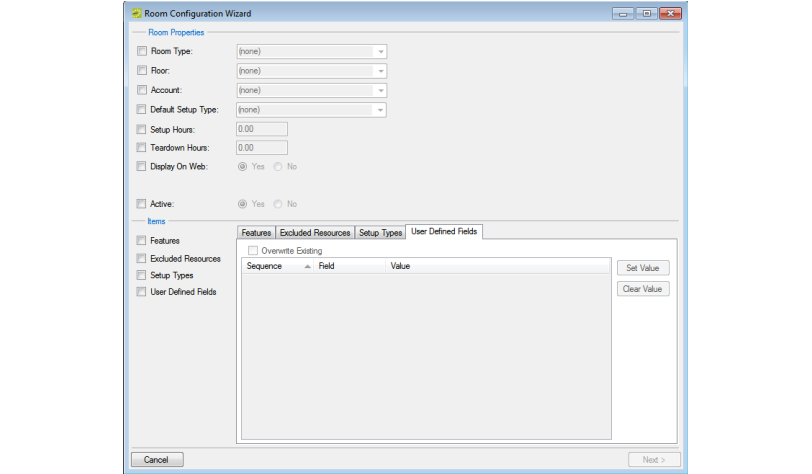 Room Configuration Wizard
Room Properties
Room Type: (none)
Floor: (none)
Account: (none)
Default Setup Type: (none)
Setup Hours: 0.00
Teardown Hours: 0.00
Display On Web: Yes No
Active: Yes No
Items
Features Excluded Resources Setup Types User Defined Fields
Features
Overwrite Existing
Excluded Resources
Sequence Field Value
Set Value
Setup Types
Clear Value
User Defined Fields
Cancel Next >